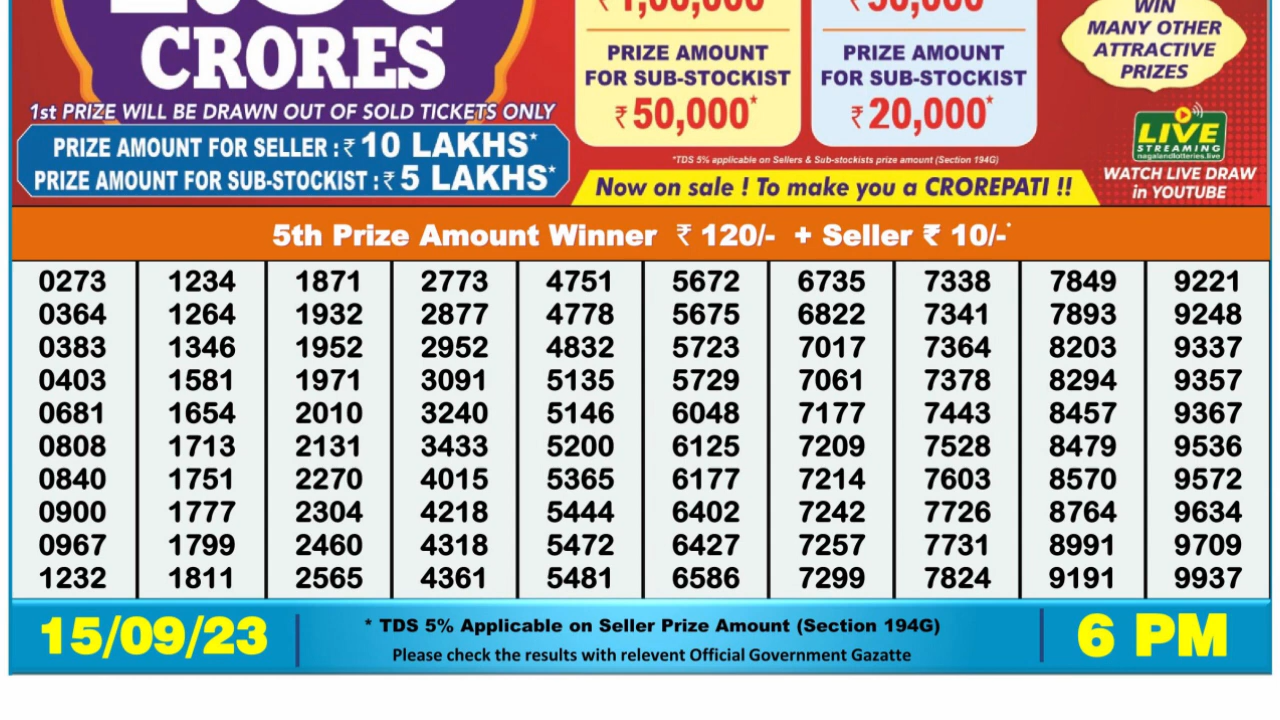 CRORES
1st PRIZE WILL BE DRAWN OUT OF SOLD TICKETS ONLY
PRIZE AMOUNT FOR SELLER : ₹ 10 LAKHS*
PRIZE AMOUNT FOR SUB-STOCKIST : ₹ 5 LAKHS*
PRIZE AMOUNT
FOR SUB-STOCKIST
₹ 50,000*
PRIZE AMOUNT
FOR SUB-STOCKIST
₹ 20,000*
*TDS 5% applicable on Sellers & Sub-stockists prize amount (Section 194G)
Now on sale ! To make you a CROREPATI !!
WIN
MANY OTHER
ATTRACTIVE
PRIZES
LIVE
STREAMING
nagalandlotteries.live
WATCH LIVE DRAW
in YOUTUBE
5th Prize Amount Winner ₹ 120/- + Seller ₹ 10/-*
0273 1234 1871 2773 4751 5672 6735 7338 7849 9221
0364 1264 1932 2877 4778 5675 6822 7341 7893 9248
0383 1346 1952 2952 4832 5723 7017 7364 8203 9337
0403 1581 1971 3091 5135 5729 7061 7378 8294 9357
0681 1654 2010 3240 5146 6048 7177 7443 8457 9367
0808 1713 2131 3433 5200 6125 7209 7528 8479 9536
0840 1751 2270 4015 5365 6177 7214 7603 8570 9572
0900 1777 2304 4218 5444 6402 7242 7726 8764 9634
0967 1799 2460 4318 5472 6427 7257 7731 8991 9709
1232 1811 2565 4361 5481 6586 7299 7824 9191 9937
15/09/23
* TDS 5% Applicable on Seller Prize Amount (Section 194G)
Please check the results with relevent Official Government Gazatte
6 PM